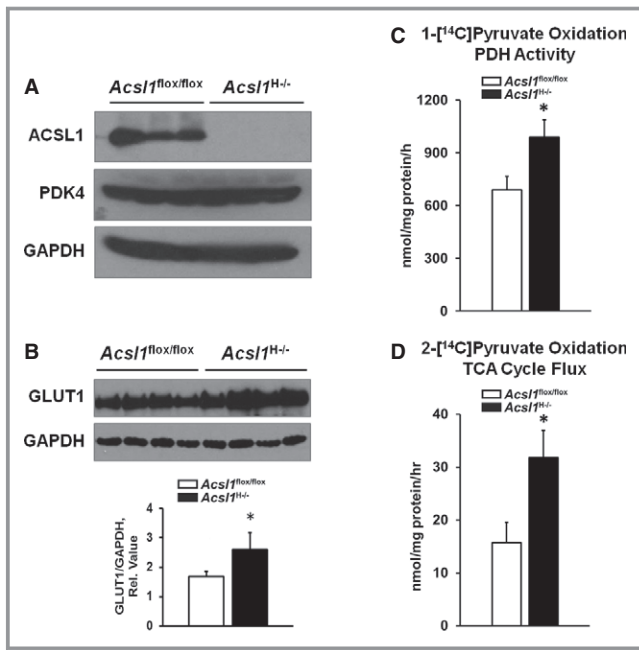 A
Acsl1flox/flox Acsl1H-/-
ACSL1
PDK4
GAPDH
B
Acsl1flox/flox Acsl1H-/-
GLUT1
GAPDH
Acsl1flox/flox
Acsl1H-/-
GLUT1/GAPDH,
Rel. Value
4
3
2
1
0
*
C 1-[14C]Pyruvate Oxidation
PDH Activity
Acsl1flox/flox
Acsl1H-/-
nmol/mg protein/h
1200
900
600
300
0
*
D 2-[14C]Pyruvate Oxidation
TCA Cycle Flux
Acsl1flox/flox
Acsl1H-/-
nmol/mg protein/hr
40
30
20
10
0
*